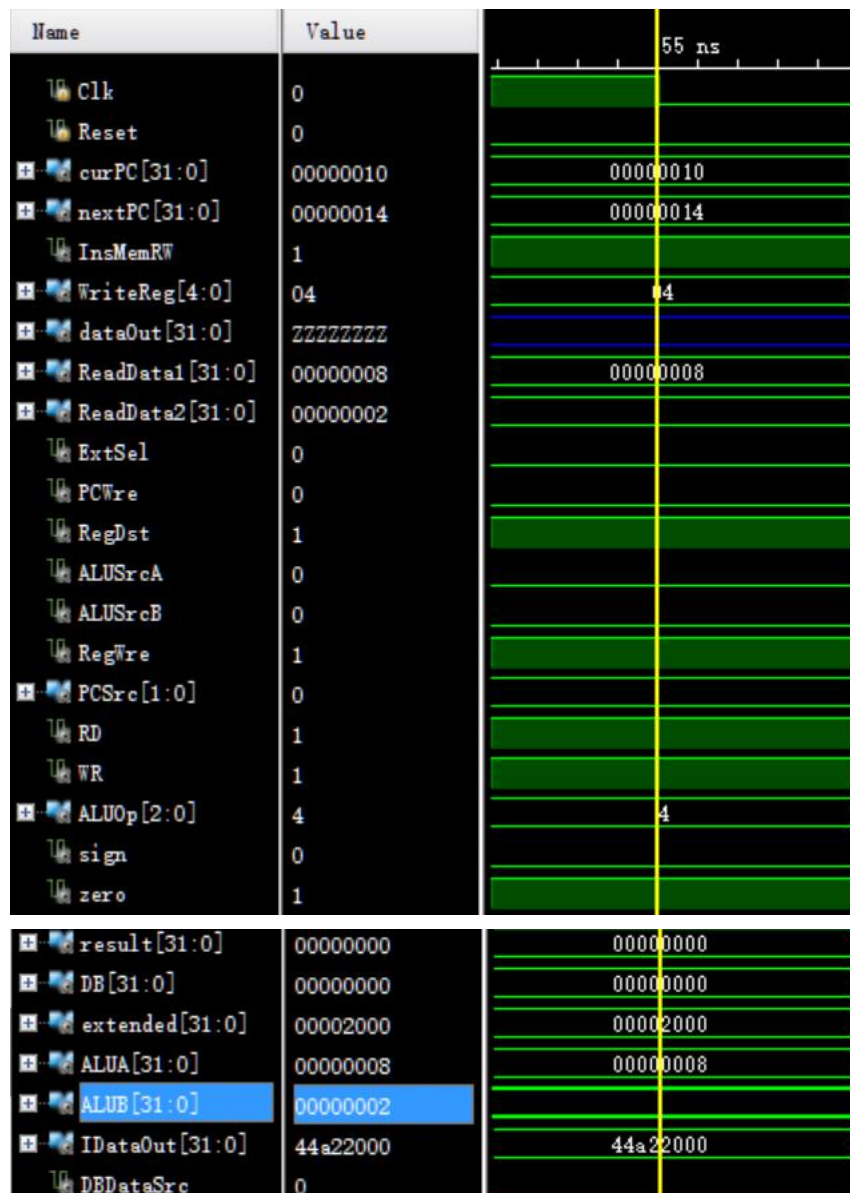 Name Value
55 ns
Clk 0
Reset 0
curPC[31:0] 00000010 00000010
nextPC[31:0] 00000014 00000014
InsMemRW 1
WriteReg[4:0] 04 04
dataOut[31:0] ZZZZZZZZ
ReadData1[31:0] 00000008 00000008
ReadData2[31:0] 00000002
ExtSel 0
PCWre 0
RegDst 1
ALUSrcA 0
ALUSrcB 0
RegWre 1
PCSrc[1:0] 0
RD 1
WR 1
ALUOp[2:0] 4 4
sign 0
zero 1
result[31:0] 00000000 00000000
DB[31:0] 00000000 00000000
extended[31:0] 00002000 00002000
ALUA[31:0] 00000008 00000008
ALUB[31:0] 00000002
IDataOut[31:0] 44a22000 44a22000
DBDataSrc 0